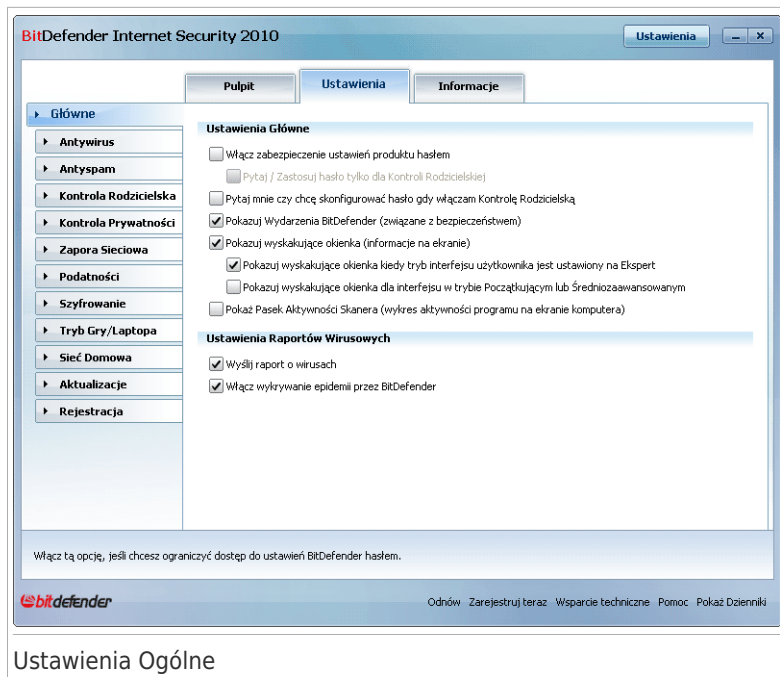 BitDefender Internet Security 2010
Ustawienia
Pulpit
Ustawienia
Informacje
Główne
Antywirus
Antyspam
Kontrola Rodzicielska
Kontrola Prywatności
Zapora Sieciowa
Podatności
Szyfrowanie
Tryb Gry/Laptopa
Sieć Domowa
Aktualizacje
Rejestracja
Ustawienia Główne
Włącz zabezpieczenie ustawień produktu hasłem
Pytaj / Zastosuj hasło tylko dla Kontroli Rodzicielskiej
Pytaj mnie czy chcę skonfigurować hasło gdy włączam Kontrolę Rodzicielską
Pokazuj Wydarzenia BitDefender (związane z bezpieczeństwem)
Pokazuj wyskakujące okienka (informacje na ekranie)
Pokazuj wyskakujące okienka kiedy tryb interfejsu użytkownika jest ustawiony na Ekspert
Pokazuj wyskakujące okienka dla interfejsu w trybie Początkującym lub Średniozaawansowanym
Pokaż Pasek Aktywności Skanera (wykres aktywności programu na ekranie komputera)
Ustawienia Raportów Wirusowych
Wyślij raport o wirusach
Włącz wykrywanie epidemii przez BitDefender
Włącz tą opcję, jeśli chcesz ograniczyć dostęp do ustawień BitDefender hasłem.
bitdefender
Odnów Zarejestruj teraz Wsparcie techniczne Pomoc Pokaż Dzienniki
Ustawienia Ogólne